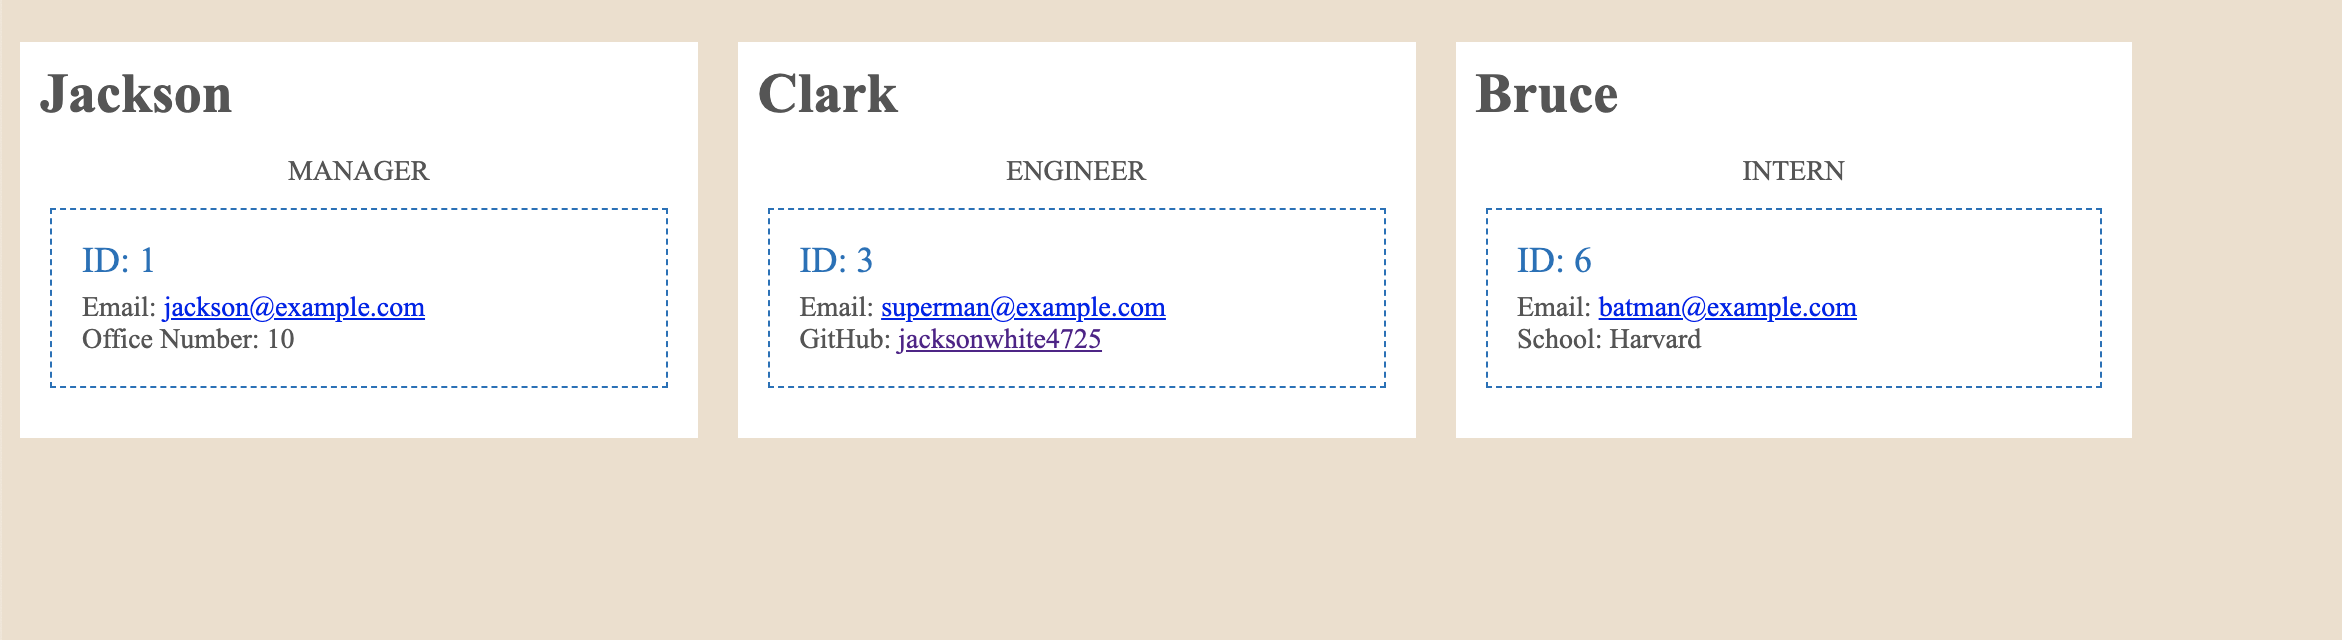 Jackson
MANAGER
ID: 1
Email: jackson@example.com
Office Number: 10
Clark
ENGINEER
ID: 3
Email: superman@example.com
GitHub: jacksonwhite4725
Bruce
INTERN
ID: 6
Email: batman@example.com
School: Harvard